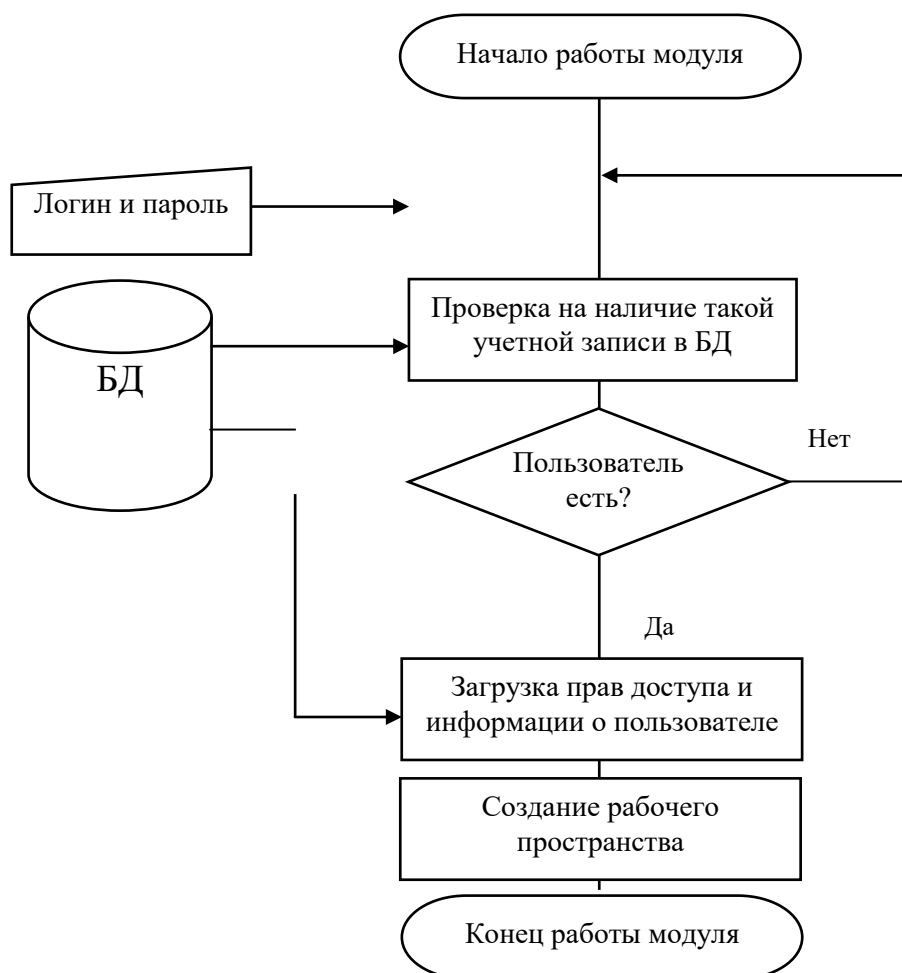 Начало работы модуля
Логин и пароль
Проверка на наличие такой
учетной записи в БД
БД
Пользователь
есть?
Нет
Да
Загрузка прав доступа и
информации о пользователе
Создание рабочего
пространства
Конец работы модуля